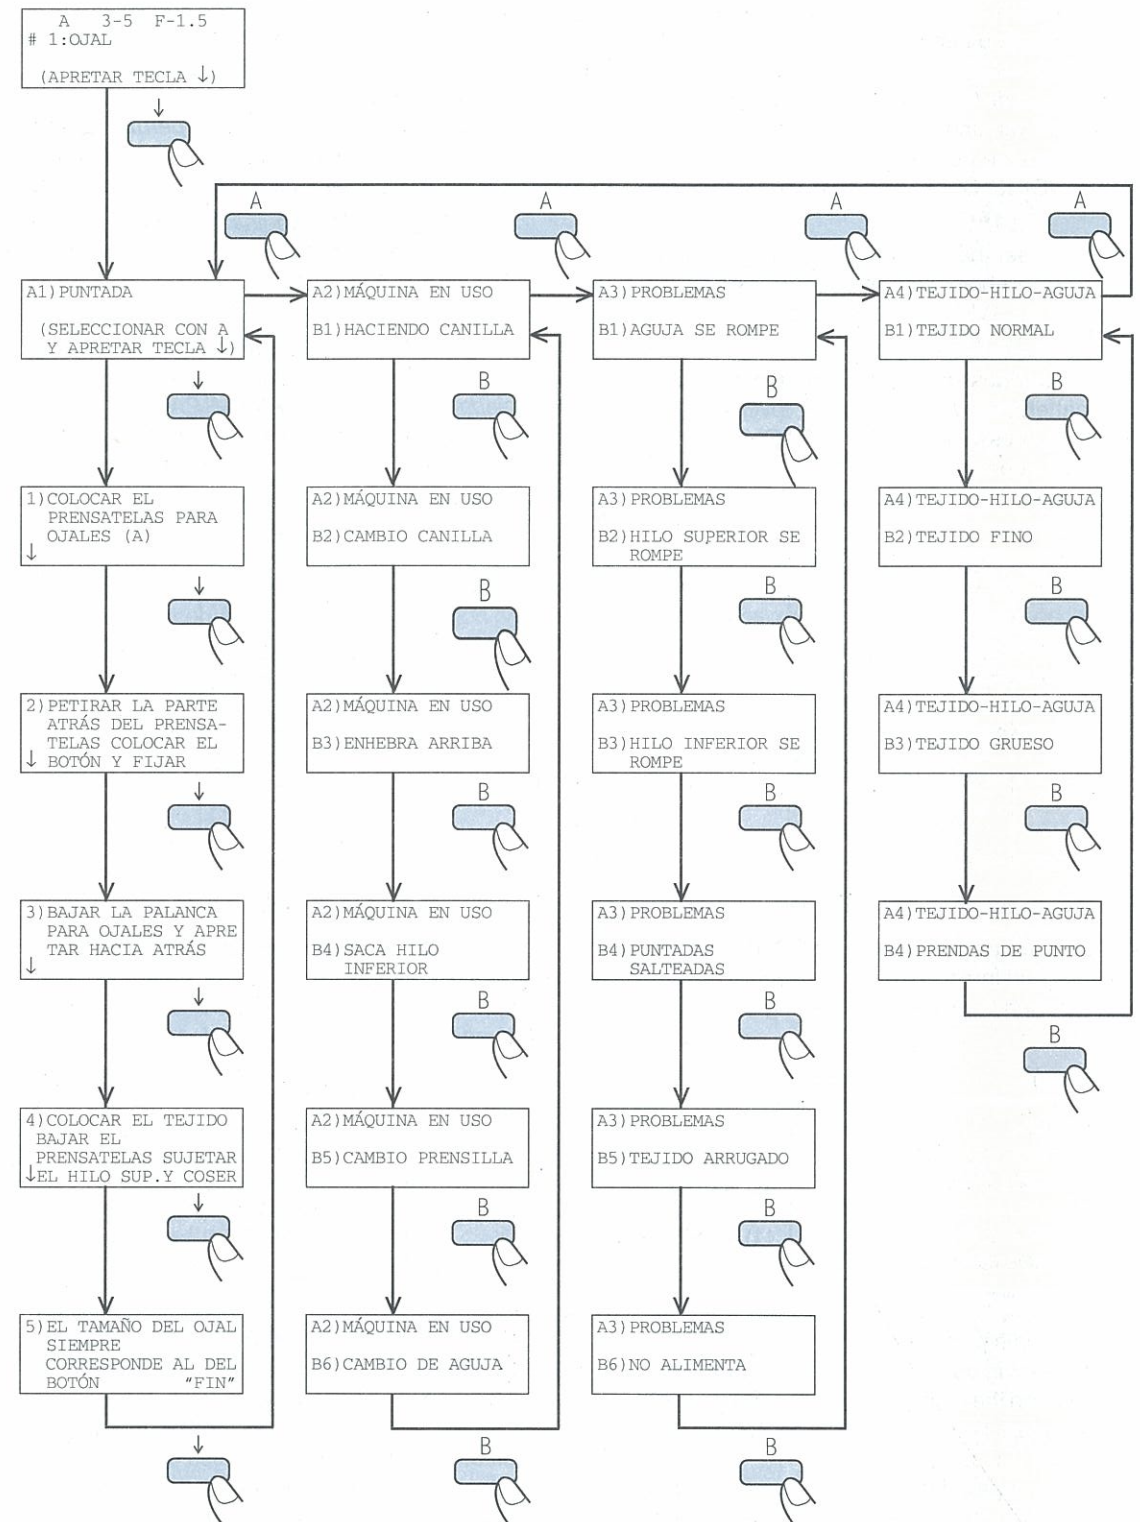 A 3-5 F-1.5
# 1:OJAL
(APRETAR TECLA ↓)
↓
A
A
A
A
A1)PUNTADA
(SELECCIONAR CON A
Y APRETAR TECLA ↓)
↓
1)COLOCAR EL
PRENSATELAS PARA
OJALES (A)
↓
↓
2)PETIRAR LA PARTE
ATRÁS DEL PRENSA-
TELAS COLOCAR EL
↓ BOTÓN Y FIJAR
↓
3)BAJAR LA PALANCA
PARA OJALES Y APRE
TAR HACIA ATRÁS
↓
↓
4)COLOCAR EL TEJIDO
BAJAR EL
PRENSATELAS SUJETAR
↓EL HILO SUP.Y COSER
↓
5)EL TAMAÑO DEL OJAL
SIEMPRE
CORRESPONDE AL DEL
BOTÓN "FIN"
↓
A2)MÁQUINA EN USO
B1)HACIENDO CANILLA
B
A2)MÁQUINA EN USO
B2)CAMBIO CANILLA
B
A2)MÁQUINA EN USO
B3)ENHEBRA ARRIBA
B
A2)MÁQUINA EN USO
B4)SACA HILO
INFERIOR
B
A2)MÁQUINA EN USO
B5)CAMBIO PRENSILLA
B
A2)MÁQUINA EN USO
B6)CAMBIO DE AGUJA
B
A3)PROBLEMAS
B1)AGUJA SE ROMPE
B
A3)PROBLEMAS
B2)HILO SUPERIOR SE
ROMPE
B
A3)PROBLEMAS
B3)HILO INFERIOR SE
ROMPE
B
A3)PROBLEMAS
B4)PUNTADAS
SALTEADAS
B
A3)PROBLEMAS
B5)TEJIDO ARRUGADO
B
A3)PROBLEMAS
B6)NO ALIMENTA
B
A4)TEJIDO-HILO-AGUJA
B1)TEJIDO NORMAL
B
A4)TEJIDO-HILO-AGUJA
B2)TEJIDO FINO
B
A4)TEJIDO-HILO-AGUJA
B3)TEJIDO GRUESO
B
A4)TEJIDO-HILO-AGUJA
B4)PRENDAS DE PUNTO
B